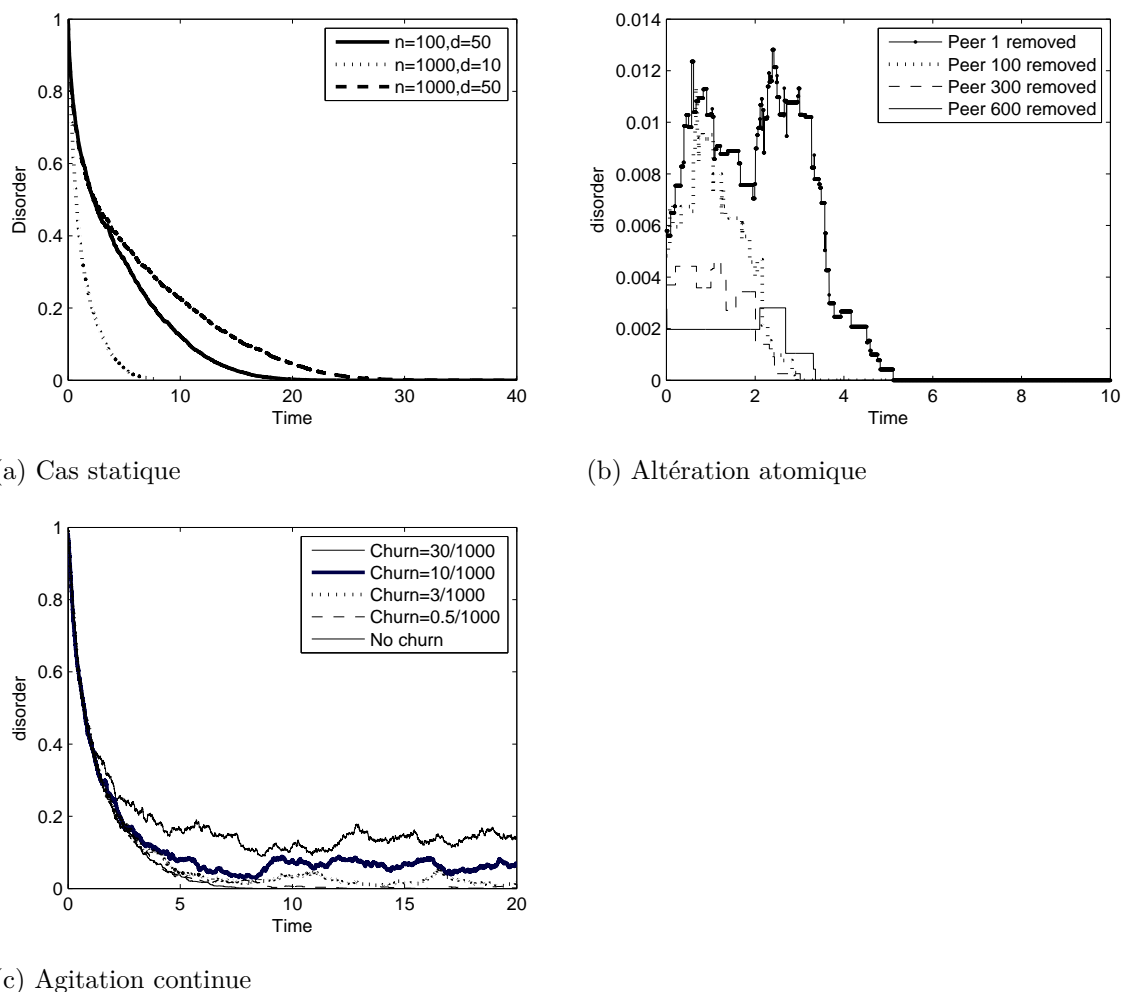 1
0.8
0.6
0.4
0.2
0
Disorder
0
10
20
30
40
Time
n=100,d=50
n=1000,d=10
n=1000,d=50
(a) Cas statique
0.014
0.012
0.01
0.008
0.006
0.004
0.002
0
disorder
0
2
4
6
8
10
Time
Peer 1 removed
Peer 100 removed
Peer 300 removed
Peer 600 removed
(b) Altération atomique
1
0.8
0.6
0.4
0.2
0
disorder
0
5
10
15
20
Time
Churn=30/1000
Churn=10/1000
Churn=3/1000
Churn=0.5/1000
No churn
(c) Agitation continue